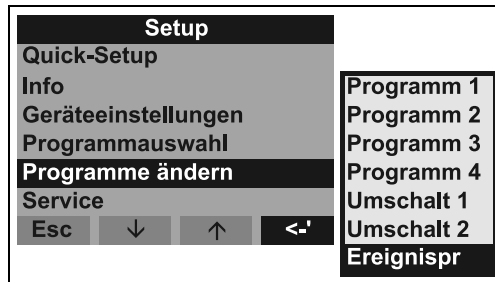 Setup
Quick-Setup
Info
Geräteeinstellungen
Programmauswahl
Programme ändern
Service
Esc ↓ ↑ <-'
Programm 1
Programm 2
Programm 3
Programm 4
Umschalt 1
Umschalt 2
Ereignispr